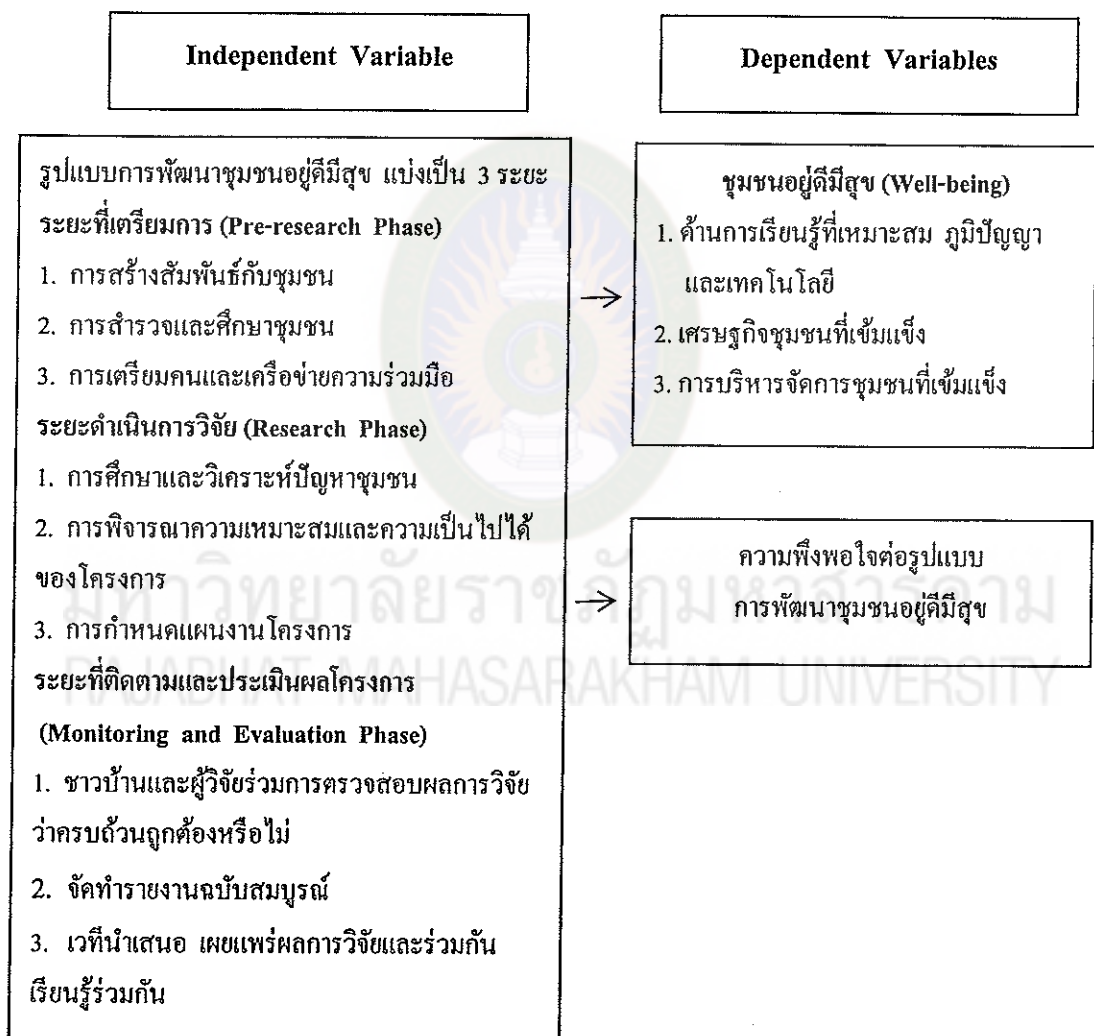 Independent Variable
Dependent Variables
รูปแบบการพัฒนาชุมชนอยู่ดีมีสุข แบ่งเป็น 3 ระยะ
ระยะที่เตรียมการ (Pre-research Phase)
1. การสร้างสัมพันธ์กับชุมชน
2. การสำรวจและศึกษาชุมชน
3. การเตรียมคนและเครือข่ายความร่วมมือ
ระยะดำเนินการวิจัย (Research Phase)
1. การศึกษาและวิเคราะห์ปัญหาชุมชน
2. การพิจารณาความเหมาะสมและความเป็นไปได้
ของโครงการ
3. การกำหนดแผนงานโครงการ
ระยะที่ติดตามและประเมินผลโครงการ
(Monitoring and Evaluation Phase)
1. ชาวบ้านและผู้วิจัยร่วมการตรวจสอบผลการวิจัย
ว่าครบถ้วนถูกต้องหรือไม่
2. จัดทำรายงานฉบับสมบูรณ์
3. เวทีนำเสนอ เผยแพร่ผลการวิจัยและร่วมกัน
เรียนรู้ร่วมกัน
→
ชุมชนอยู่ดีมีสุข (Well-being)
1. ด้านการเรียนรู้ที่เหมาะสม ภูมิปัญญา
และเทคโนโลยี
2. เศรษฐกิจชุมชนที่เข้มแข็ง
3. การบริหารจัดการชุมชนที่เข้มแข็ง
→
ความพึงพอใจต่อรูปแบบ
การพัฒนาชุมชนอยู่ดีมีสุข
มหาวิทยาลัยราชภัฏมหาสารคาม
RAJABHAT MAHASARAKHAM UNIVERSITY